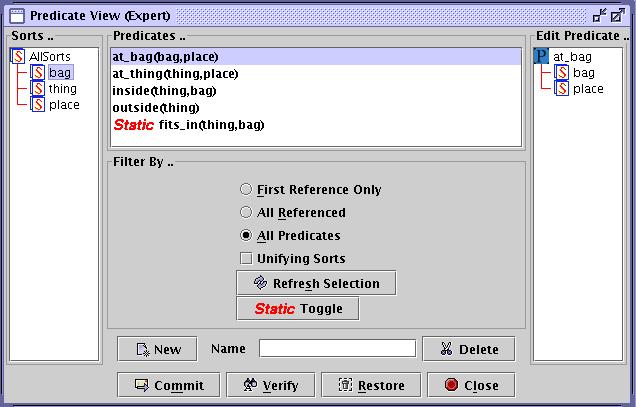 Predicate View (Expert)
Sorts ..
AllSorts
bag
thing
place
Predicates ..
at_bag(bag,place)
at_thing(thing,place)
inside(thing,bag)
outside(thing)
Static fits_in(thing,bag)
Filter By ..
First Reference Only
All Referenced
All Predicates
Unifying Sorts
Refresh Selection
Static Toggle
New Name Delete
Commit Verify Restore Close
Edit Predicate ..
P at_bag
bag
place